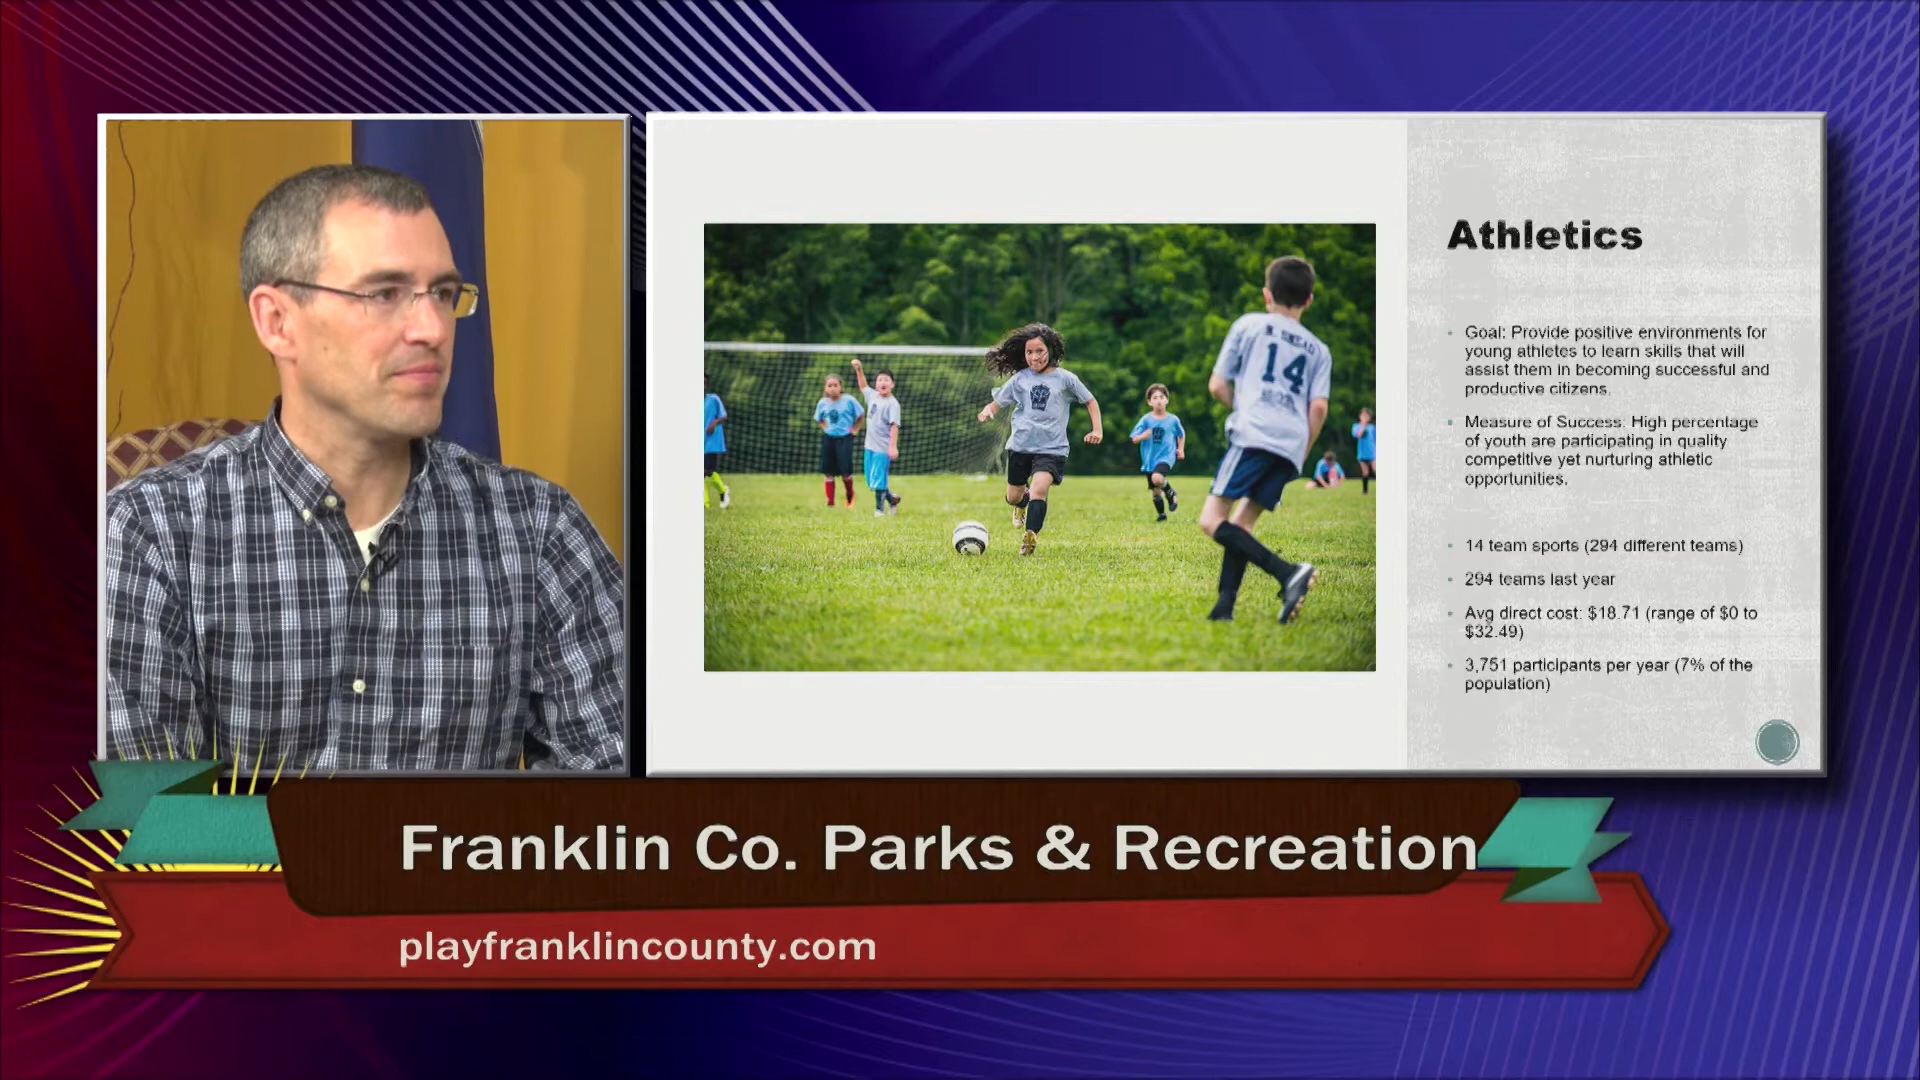 Athletics
Goal: Provide positive environments for
young athletes to learn skills that will
assist them in becoming successful and
productive citizens.
Measure of Success: High percentage
of youth are participating in quality
competitive yet nurturing athletic
opportunities.
14 team sports (294 different teams)
294 teams last year
Avg direct cost: $18.71 (range of $0 to
$32.49)
3,751 participants per year (7% of the
population)
14
Franklin Co. Parks & Recreation
playfranklincounty.com